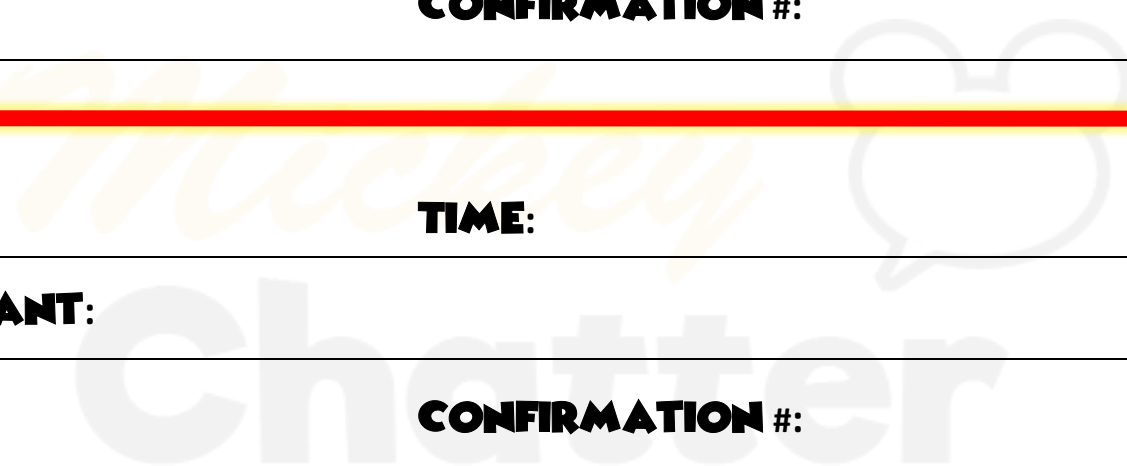 CONFIRMATION #:
Mickey
TIME:
ANT:
Chatter
CONFIRMATION #: